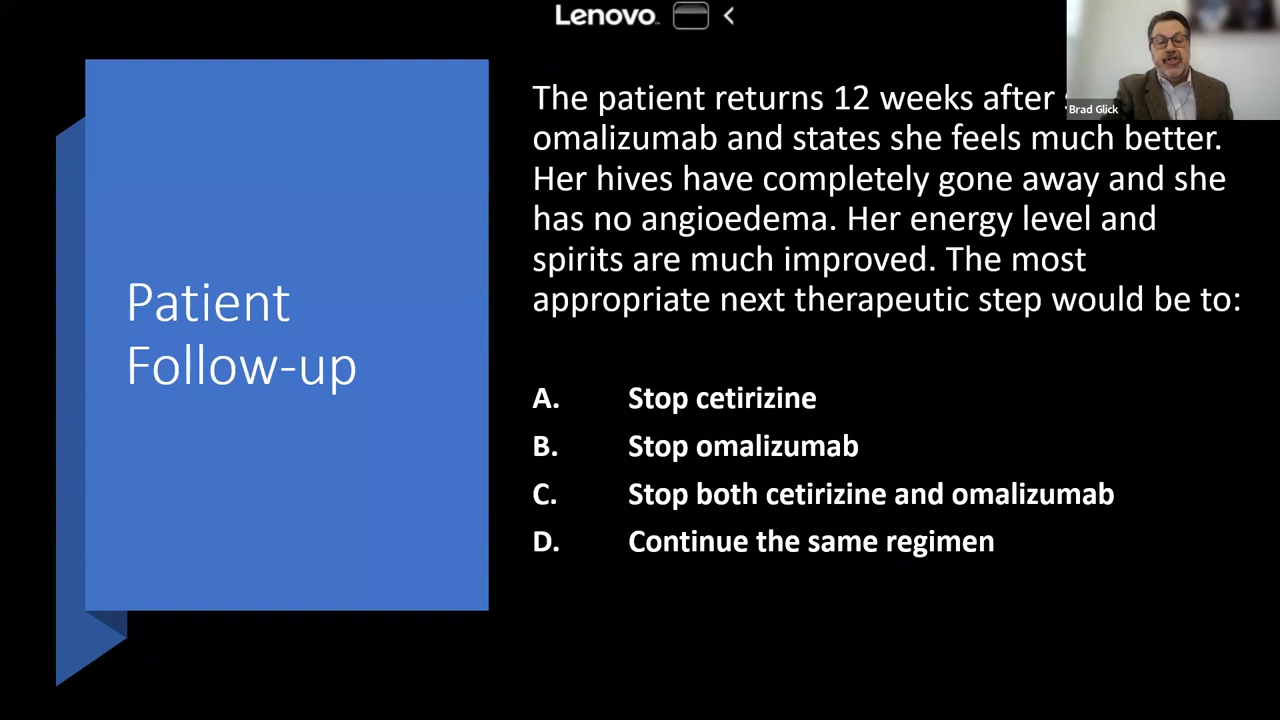 Lenovo
Brad Glick
The patient returns 12 weeks after
omalizumab and states she feels much better.
Her hives have completely gone away and she
has no angioedema. Her energy level and
spirits are much improved. The most
appropriate next therapeutic step would be to:
Patient
Follow-up
A. Stop cetirizine
B. Stop omalizumab
C. Stop both cetirizine and omalizumab
D. Continue the same regimen